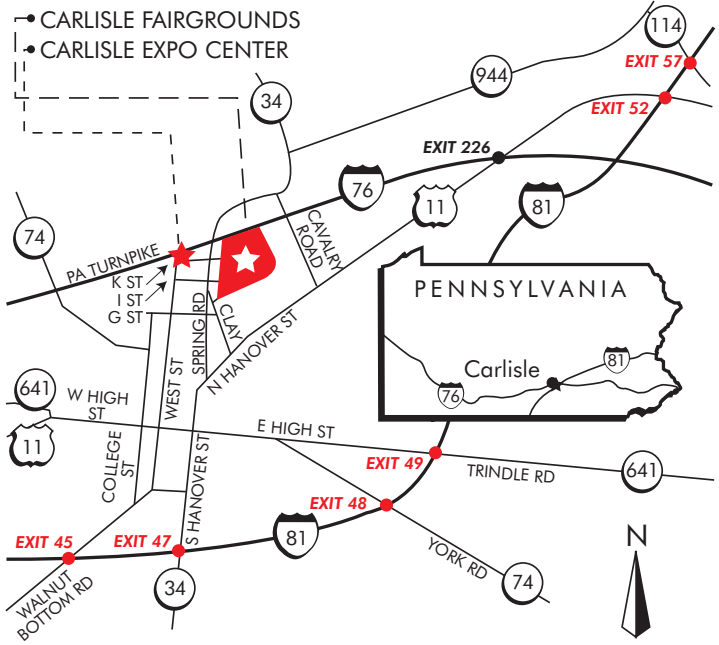 CARLISLE FAIRGROUNDS
CARLISLE EXPO CENTER
114
EXIT 57
944
34
EXIT 52
EXIT 226
76
11
81
74
CAVALRY
ROAD
PA TURNPIKE
K ST
I ST
G ST
SPRING RD
CLAY
WEST ST
N HANOVER ST
PENNSYLVANIA
Carlisle
81
76
641
W HIGH
ST
11
E HIGH ST
COLLEGE
ST
S HANOVER ST
EXIT 49
TRINDLE RD
641
EXIT 48
81
EXIT 45
EXIT 47
YORK RD
74
34
WALNUT
BOTTOM RD
N